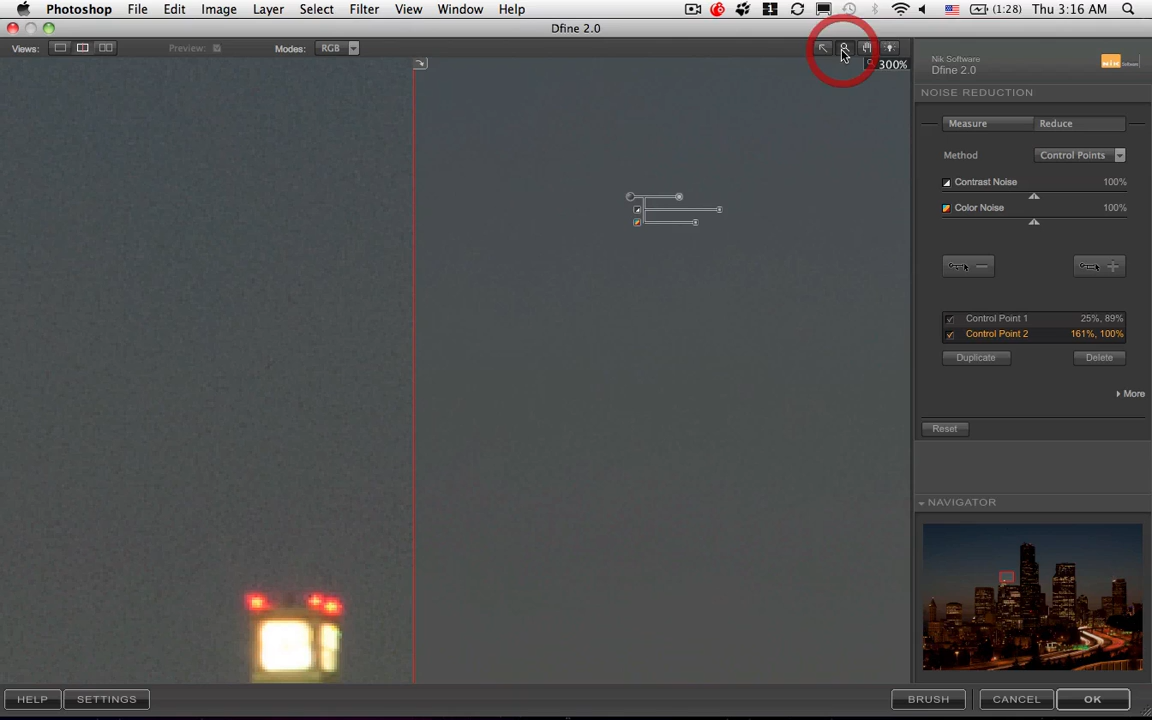 Photoshop File Edit Image Layer Select Filter View Window Help (1:28) Thu 3:16 AM
Dfine 2.0
Views: Preview: Modes: RGB
300%
Nik Software
Dfine 2.0
NOISE REDUCTION
Measure Reduce
Method Control Points
Contrast Noise 100%
Color Noise 100%
Control Point 1 25%, 89%
Control Point 2 161%, 100%
Duplicate Delete
More
Reset
NAVIGATOR
HELP SETTINGS BRUSH CANCEL OK